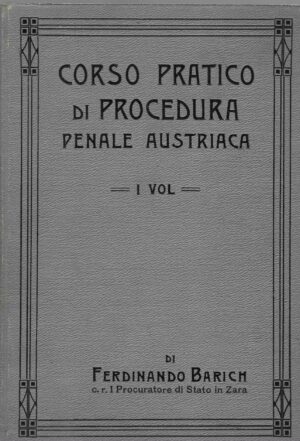 CORSO PRATICO
DI PROCEDURA
PENALE AUSTRIACA
I VOL
DI
FERDINANDO BARICH
c. r. I Procuratore di Stato in Zara